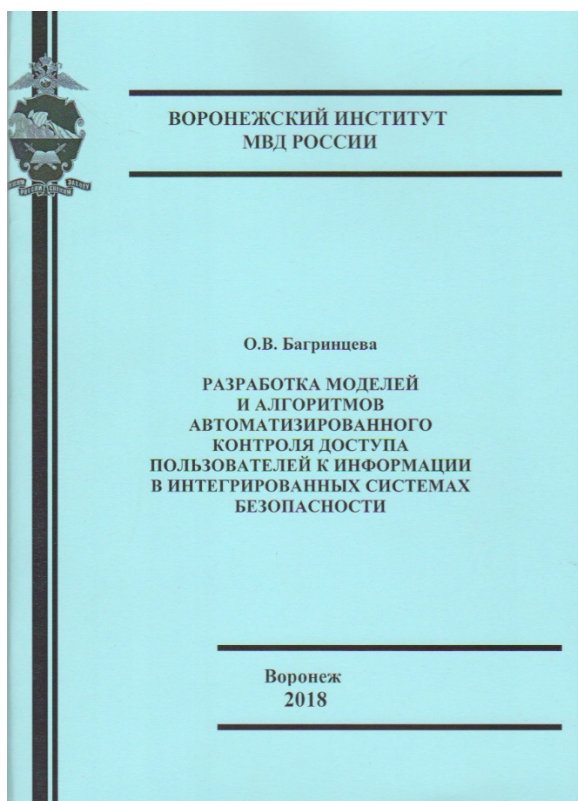 ВОРОНЕЖСКИЙ ИНСТИТУТ
МВД РОССИИ
О.В. Багринцева
РАЗРАБОТКА МОДЕЛЕЙ
И АЛГОРИТМОВ
АВТОМАТИЗИРОВАННОГО
КОНТРОЛЯ ДОСТУПА
ПОЛЬЗОВАТЕЛЕЙ К ИНФОРМАЦИИ
В ИНТЕГРИРОВАННЫХ СИСТЕМАХ
БЕЗОПАСНОСТИ
Воронеж
2018